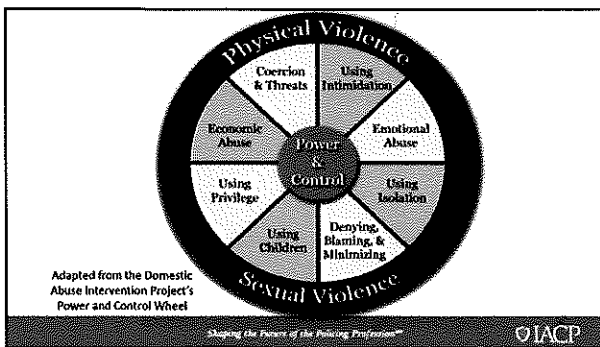 Physical Violence
Coercion
& Threats
Using
Intimidation
Economic
Abuse
Emotional
Abuse
Power
&
Control
Using
Privilege
Using
Isolation
Using
Children
Denying,
Blaming, &
Minimizing
Sexual Violence
Adapted from the Domestic
Abuse Intervention Project's
Power and Control Wheel
Shaping the Future of the Policing Profession℠
IACP